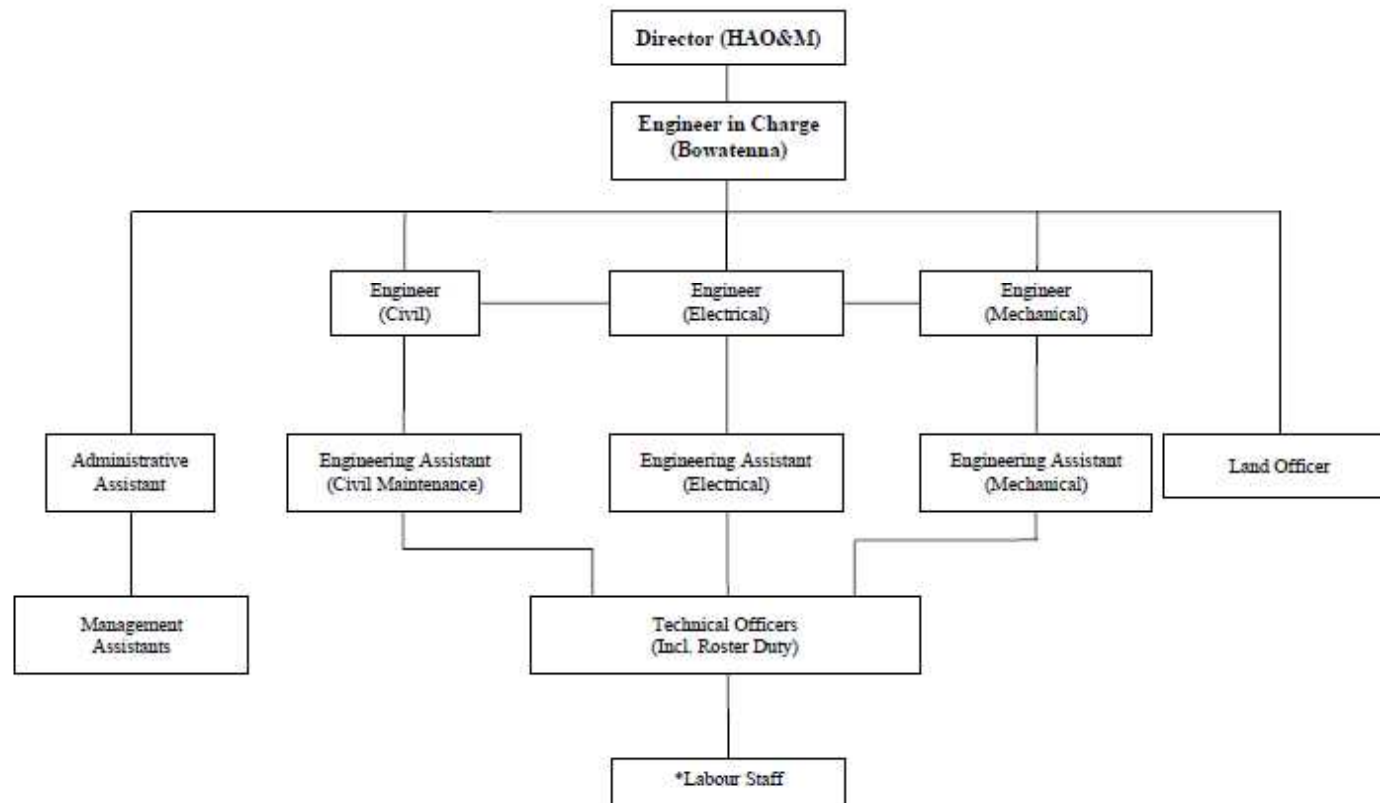 Director (HAO&M)
Engineer in Charge
(Bowatenna)
Engineer
(Civil)
Engineer
(Electrical)
Engineer
(Mechanical)
Administrative
Assistant
Engineering Assistant
(Civil Maintenance)
Engineering Assistant
(Electrical)
Engineering Assistant
(Mechanical)
Land Officer
Management
Assistants
Technical Officers
(Incl. Roster Duty)
*Labour Staff